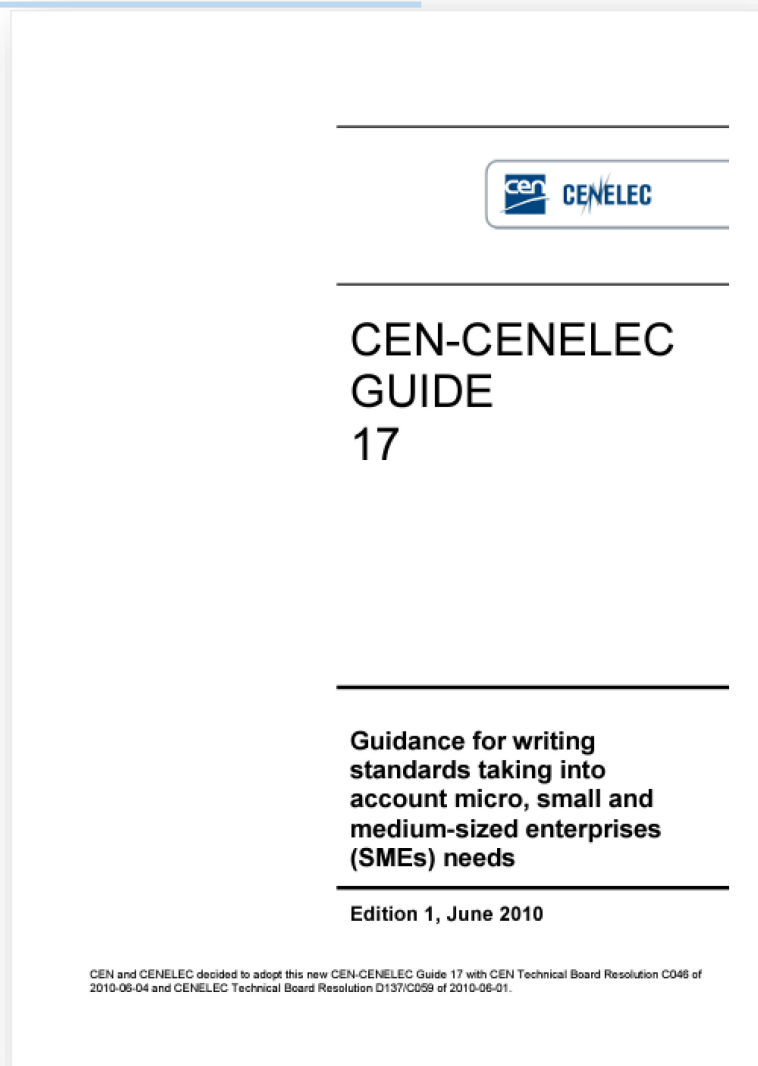 cen CENELEC
CEN-CENELEC
GUIDE
17
Guidance for writing
standards taking into
account micro, small and
medium-sized enterprises
(SMEs) needs
Edition 1, June 2010
CEN and CENELEC decided to adopt this new CEN-CENELEC Guide 17 with CEN Technical Board Resolution C046 of
2010-06-04 and CENELEC Technical Board Resolution D137/C059 of 2010-06-01.